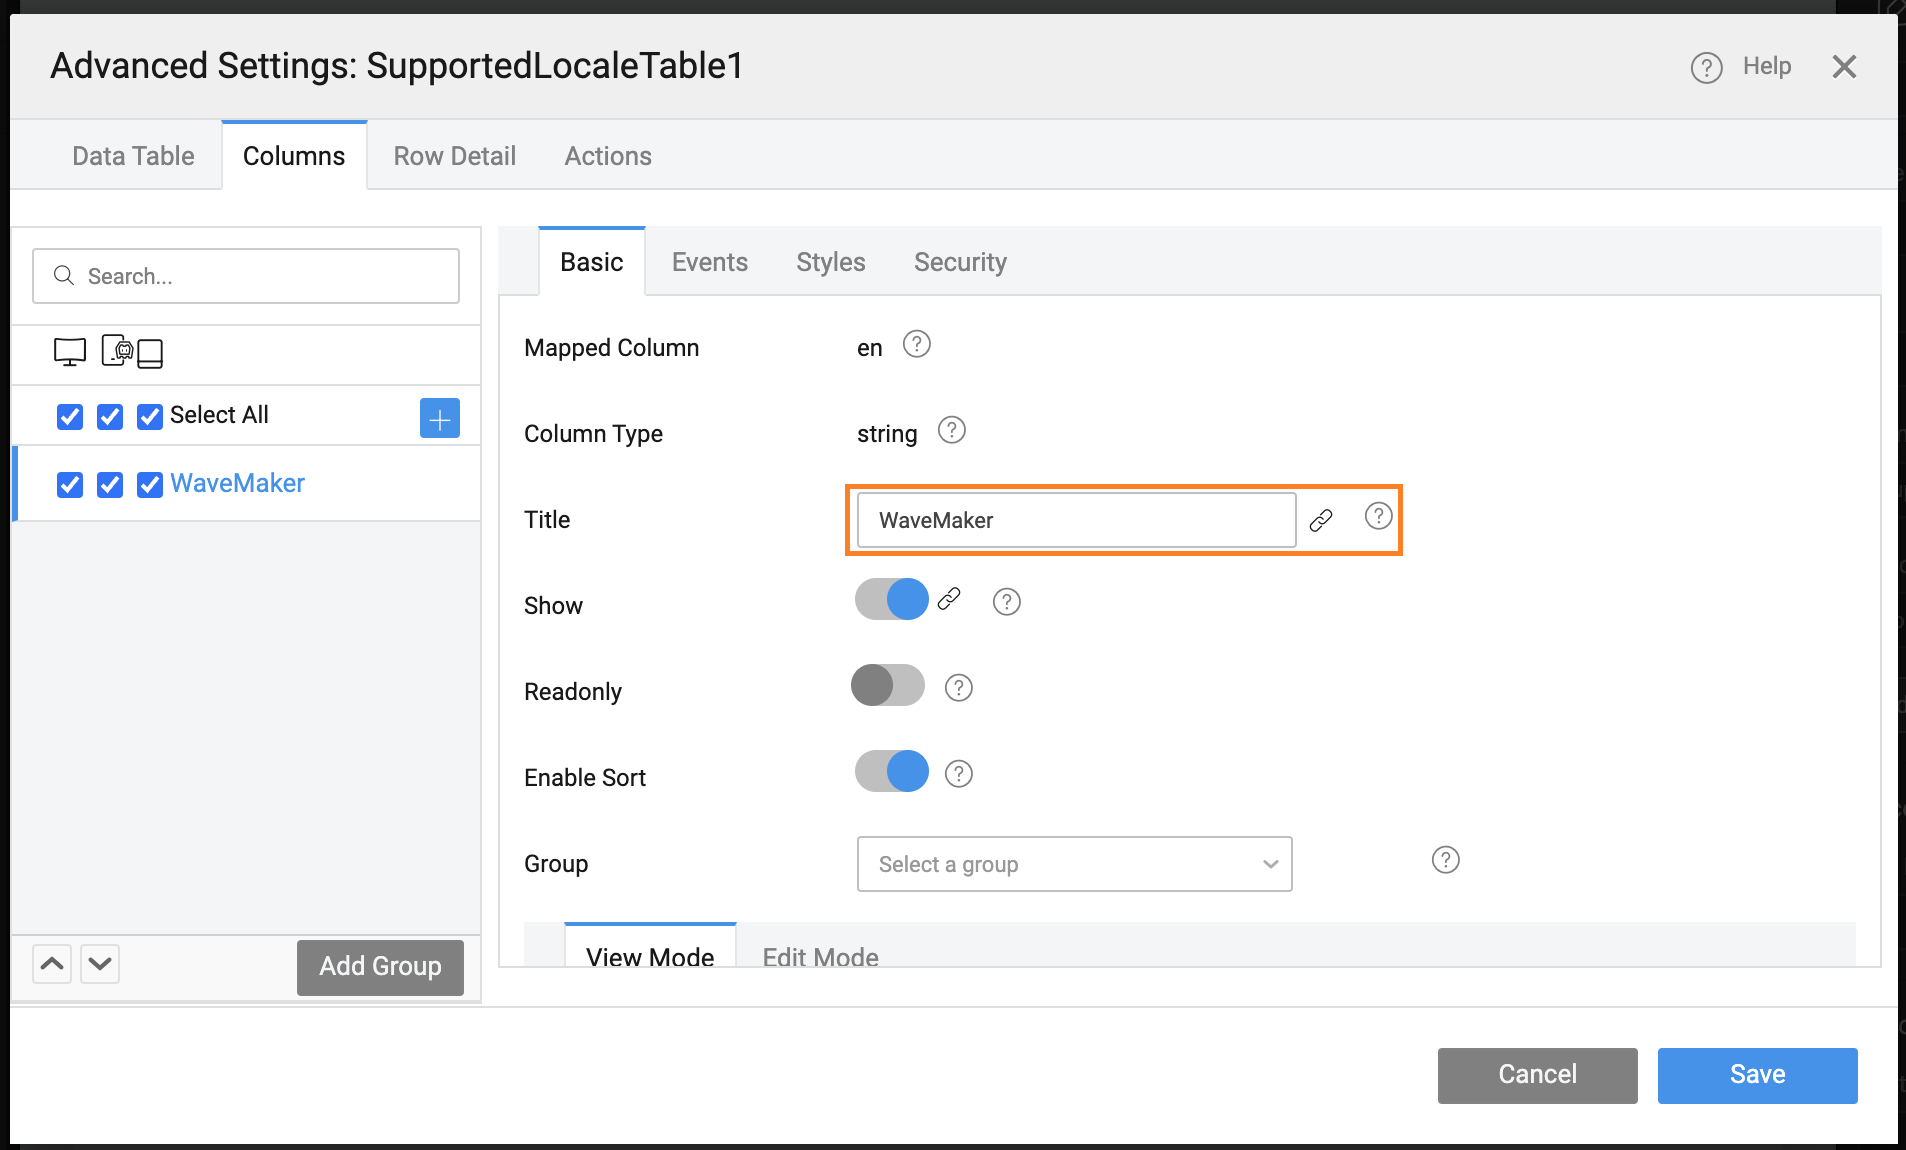 Advanced Settings: SupportedLocaleTable1
Help
Data Table
Columns
Row Detail
Actions
Search...
Select All
WaveMaker
Add Group
Basic
Events
Styles
Security
Mapped Column
en
Column Type
string
Title
WaveMaker
Show
Readonly
Enable Sort
Group
Select a group
View Mode
Edit Mode
Cancel
Save